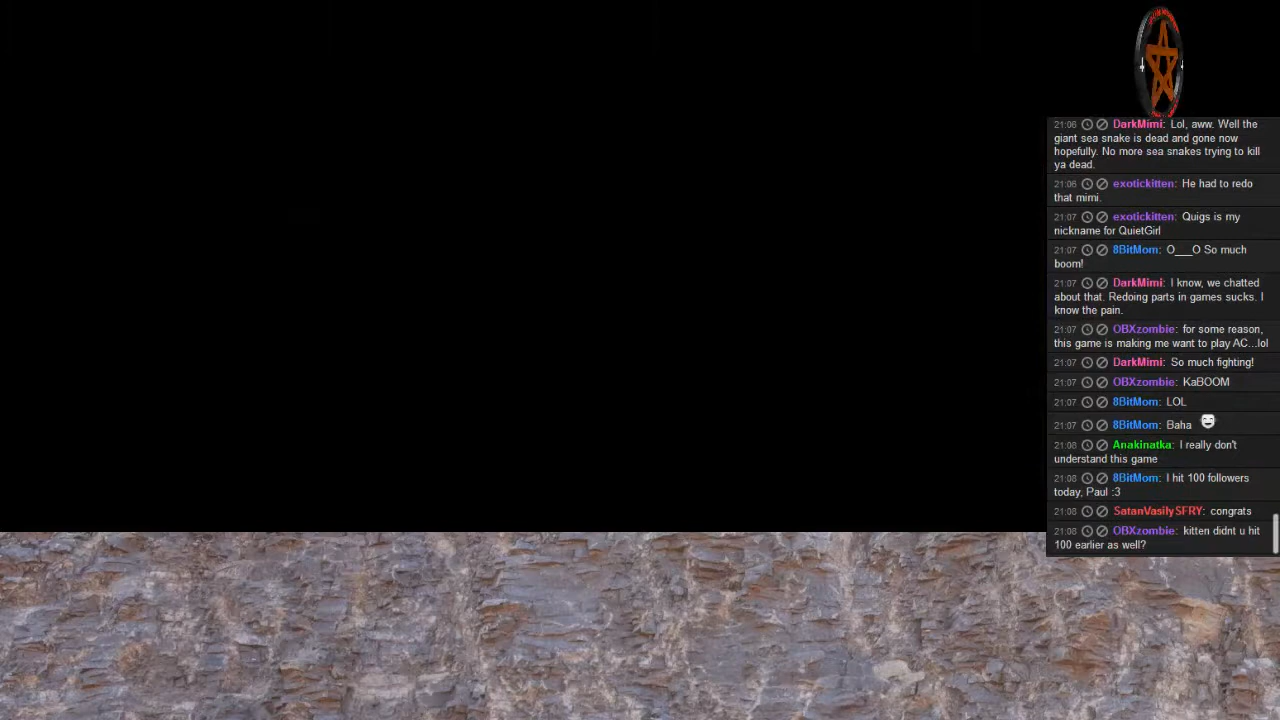 21:06 DarkMimi: Lol, aww. Well the
giant sea snake is dead and gone now
hopefully. No more sea snakes trying to kill
ya dead.
21:06 exotickitten: He had to redo
that mimi.
21:07 exotickitten: Quigs is my
nickname for QuietGirl
21:07 8BitMom: O___O So much
boom!
21:07 DarkMimi: I know, we chatted
about that. Redoing parts in games sucks. I
know the pain.
21:07 OBXzombie: for some reason,
this game is making me want to play AC...lol
21:07 DarkMimi: So much fighting!
21:07 OBXzombie: KaBOOM
21:07 8BitMom: LOL
21:07 8BitMom: Baha
21:08 Anakinatka: I really don't
understand this game
21:08 8BitMom: I hit 100 followers
today, Paul :3
21:08 SatanVasilySFRY: congrats
21:08 OBXzombie: kitten didnt u hit
100 earlier as well?